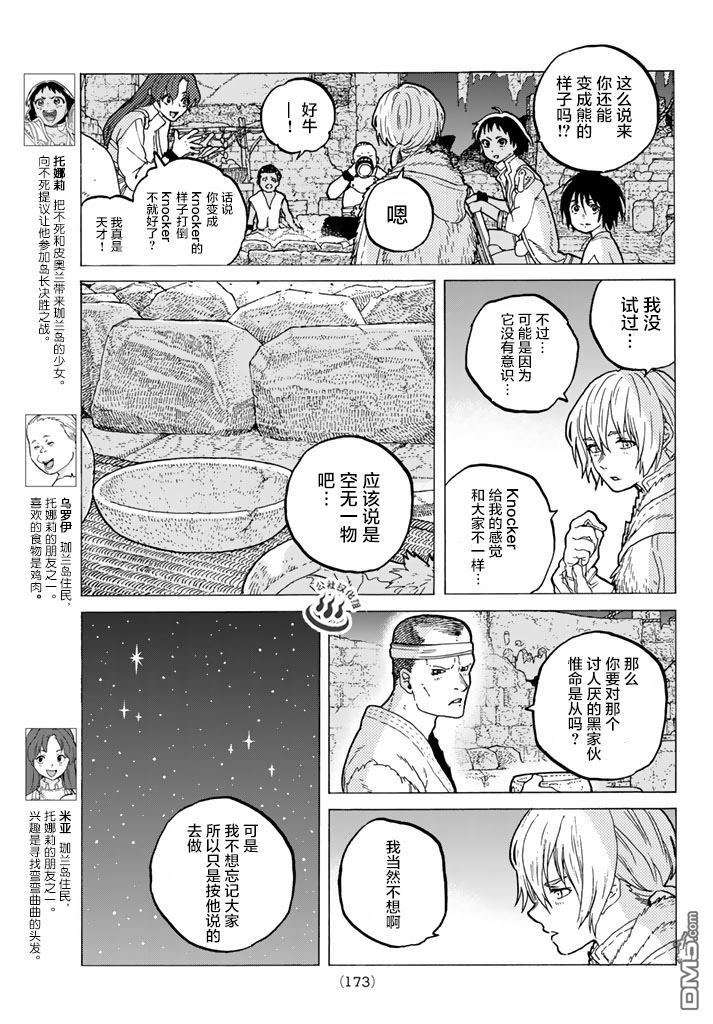 这么说来
你还能
变成熊的
样子吗!?
嗯
好牛
——!
话说
你变成
knocker的
样子打倒
knocker
不就好了?
我真是
天才!
我没
试过…
不过…
可能是因为
它没有意识…
Knocker
给我的感觉
和大家不一样…
应该说是
空无一物
吧…
那么
你要对那个
讨人厌的黑家伙
惟命是从吗?
我
当然不想啊
可是
我不想忘记大家
所以只是按他说的
去做
托娜莉 把不死和皮奥兰带来珈兰岛的少女。
向不死提议让他参加岛长决胜之战。
乌罗伊 珈兰岛住民,
托娜莉的朋友之一。
喜欢的食物是鸡肉。
米亚 珈兰岛住民,
托娜莉的朋友之一。
兴趣是寻找弯弯曲曲的头发。
公社汉化组
(173)
DM5.com